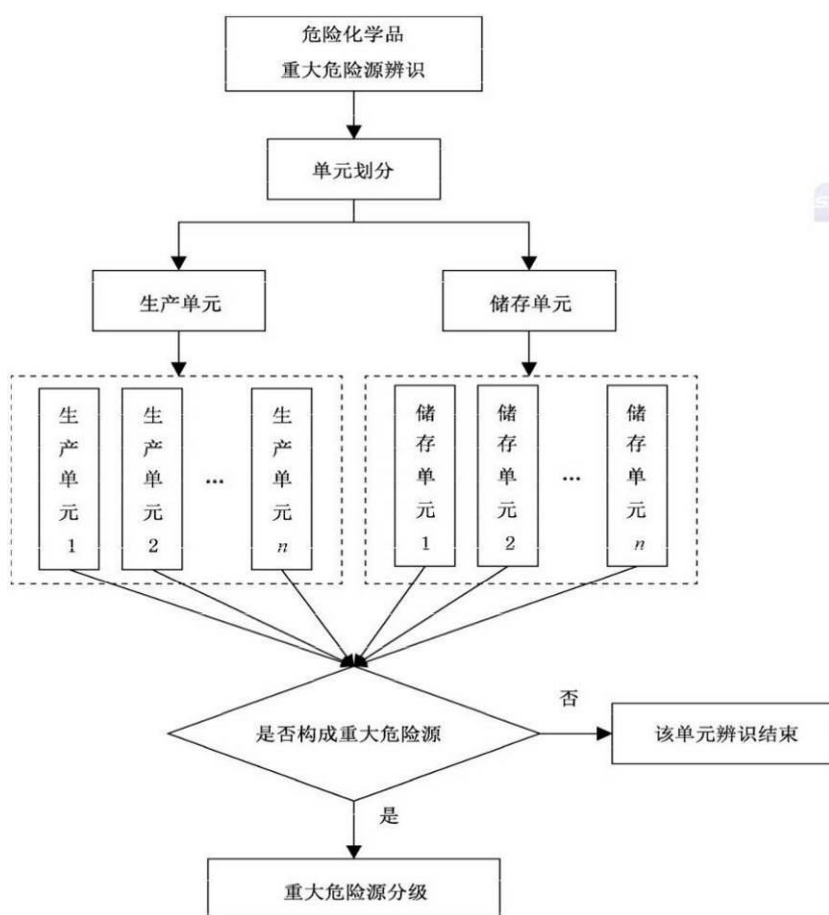 危险化学品
重大危险源辨识
单元划分
生产单元
储存单元
生产单元1
生产单元2
…
生产单元n
储存单元1
储存单元2
…
储存单元n
是否构成重大危险源
否
该单元辨识结束
是
重大危险源分级